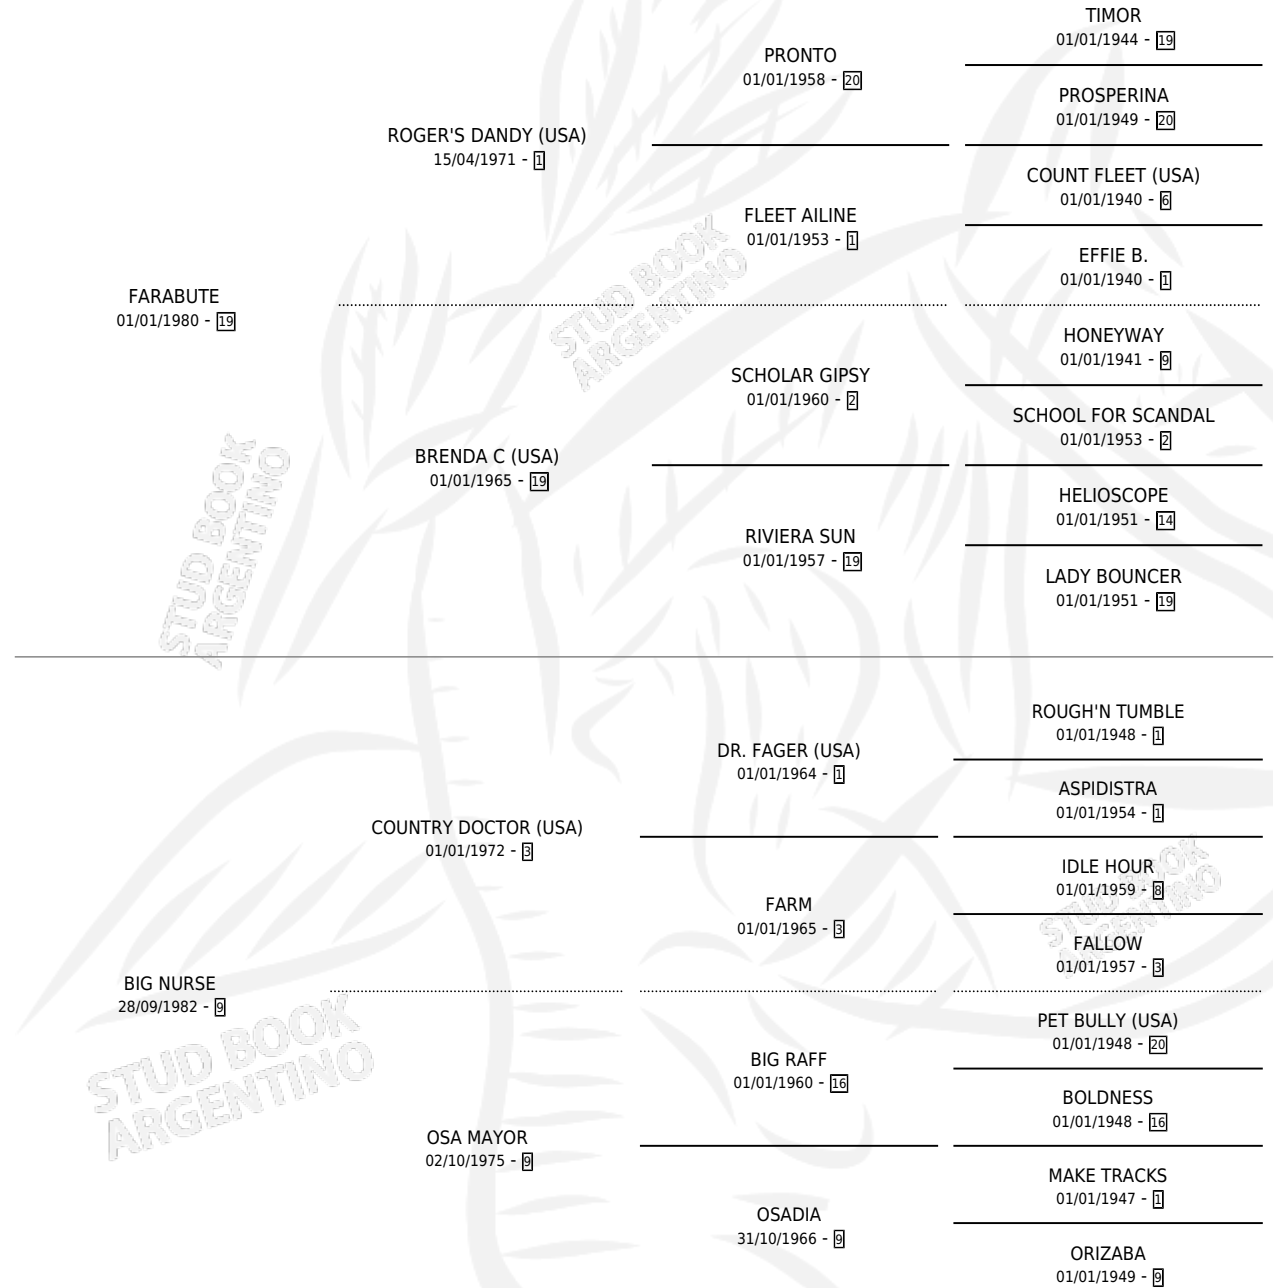 TIMOR
01/01/1944 - 19
PRONTO
01/01/1958 - 20
PROSPERINA
01/01/1949 - 20
ROGER'S DANDY (USA)
15/04/1971 - 1
COUNT FLEET (USA)
01/01/1940 - 6
FLEET AILINE
01/01/1953 - 1
EFFIE B.
01/01/1940 - 1
FARABUTE
01/01/1980 - 19
HONEYWAY
01/01/1941 - 9
SCHOLAR GIPSY
01/01/1960 - 2
SCHOOL FOR SCANDAL
01/01/1953 - 2
BRENDA C (USA)
01/01/1965 - 19
HELIOSCOPE
01/01/1951 - 14
RIVIERA SUN
01/01/1957 - 19
LADY BOUNCER
01/01/1951 - 19
STUD BOOK
ARGENTINO
STUD BOOK
ARGENTINO
ROUGH'N TUMBLE
01/01/1948 - 1
DR. FAGER (USA)
01/01/1964 - 1
ASPIDISTRA
01/01/1954 - 1
COUNTRY DOCTOR (USA)
01/01/1972 - 3
IDLE HOUR
01/01/1959 - 8
FARM
01/01/1965 - 3
FALLOW
01/01/1957 - 3
BIG NURSE
28/09/1982 - 9
PET BULLY (USA)
01/01/1948 - 20
BIG RAFF
01/01/1960 - 16
BOLDNESS
01/01/1948 - 16
OSA MAYOR
02/10/1975 - 9
MAKE TRACKS
01/01/1947 - 1
OSADIA
31/10/1966 - 9
ORIZABA
01/01/1949 - 9
STUD BOOK
ARGENTINO
STUD BOOK
ARGENTINO